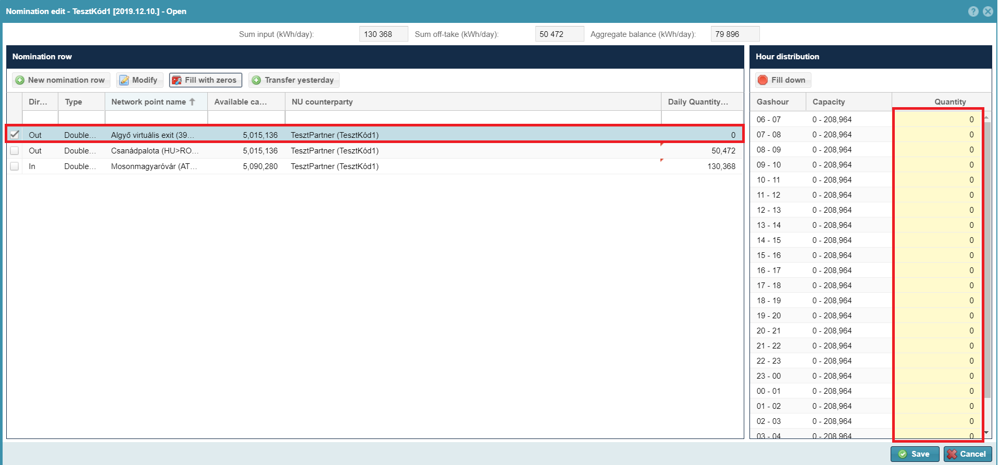 Nomination edit - TesztKód1 [2019.12.10.] - Open
Sum input (kWh/day): 130 368 Sum off-take (kWh/day): 50 472 Aggregate balance (kWh/day): 79 896
Nomination row
New nomination row Modify Fill with zeros Transfer yesterday
Dir... Type Network point name Available ca... NU counterparty Daily Quantity...
Out Double... Algyő virtuális exit (39... 5,015,136 TesztPartner (TesztKód1) 0
Out Double... Csanádpalota (HU>RO... 5,015,136 TesztPartner (TesztKód1) 50,472
In Double... Mosonmagyaróvár (AT... 5,090,280 TesztPartner (TesztKód1) 130,368
Hour distribution
Fill down
Gashour Capacity Quantity
06 - 07 0 - 208,964 0
07 - 08 0 - 208,964 0
08 - 09 0 - 208,964 0
09 - 10 0 - 208,964 0
10 - 11 0 - 208,964 0
11 - 12 0 - 208,964 0
12 - 13 0 - 208,964 0
13 - 14 0 - 208,964 0
14 - 15 0 - 208,964 0
15 - 16 0 - 208,964 0
16 - 17 0 - 208,964 0
17 - 18 0 - 208,964 0
18 - 19 0 - 208,964 0
19 - 20 0 - 208,964 0
20 - 21 0 - 208,964 0
21 - 22 0 - 208,964 0
22 - 23 0 - 208,964 0
23 - 00 0 - 208,964 0
00 - 01 0 - 208,964 0
01 - 02 0 - 208,964 0
02 - 03 0 - 208,964 0
03 - 04 0 - 208,964 0
Save Cancel